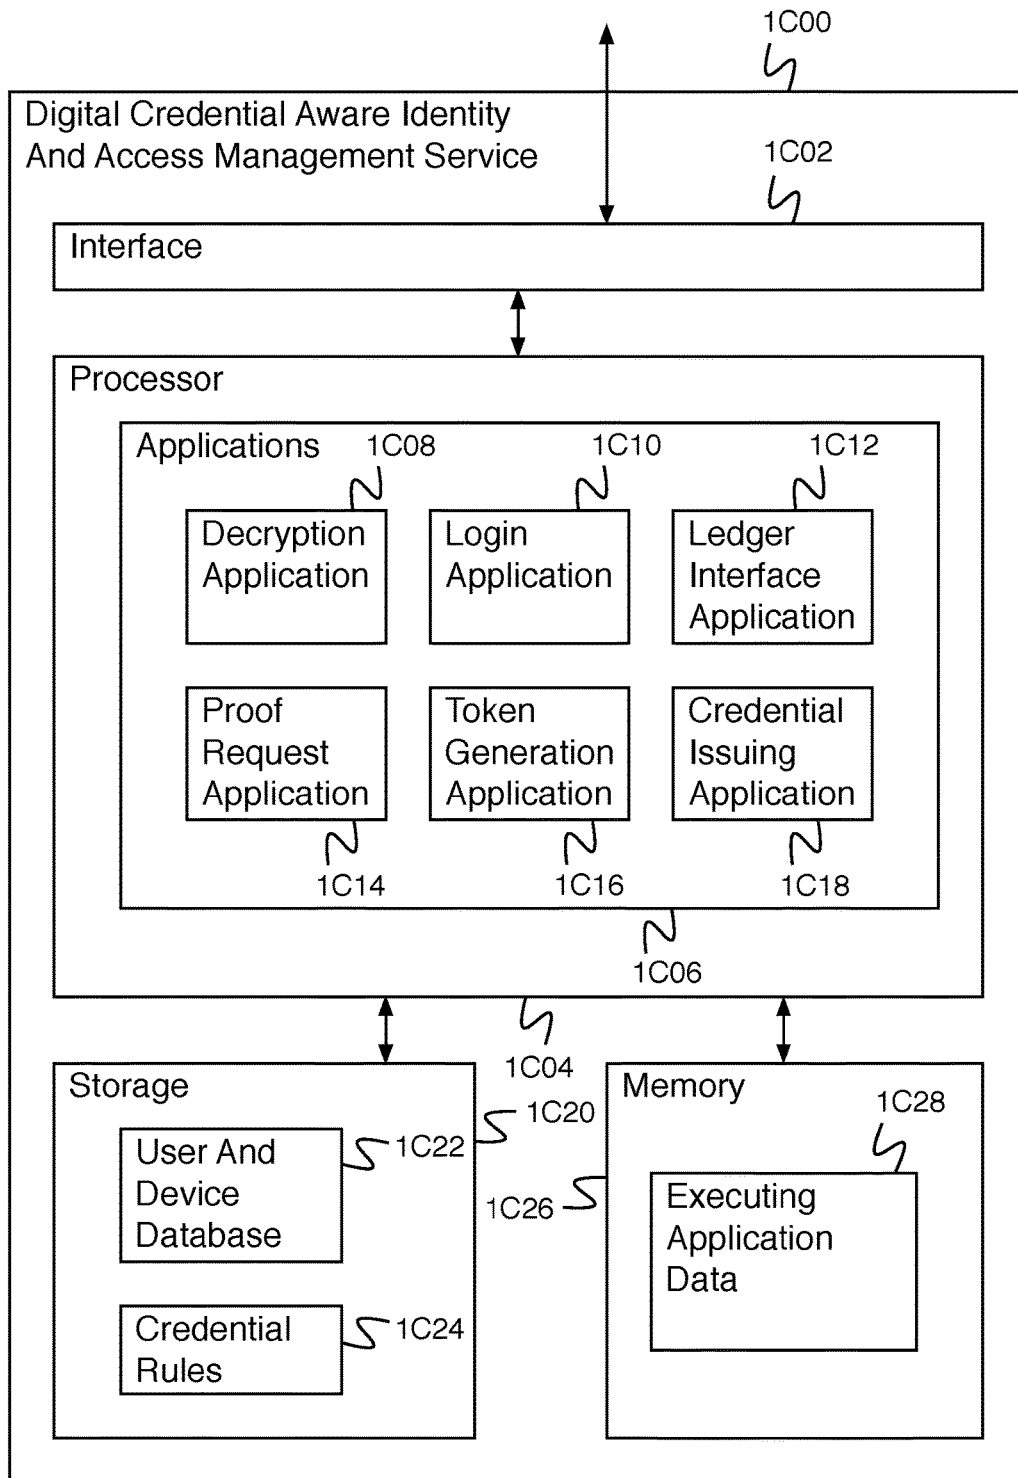 1C00
Digital Credential Aware Identity
And Access Management Service
1C02
Interface
Processor
Applications
1C08
1C10
1C12
Decryption
Application
Login
Application
Ledger
Interface
Application
Proof
Request
Application
Token
Generation
Application
Credential
Issuing
Application
1C14
1C16
1C18
1C06
1C04
Storage
1C20
User And
Device
Database
1C22
Credential
Rules
1C24
Memory
1C28
1C26
Executing
Application
Data